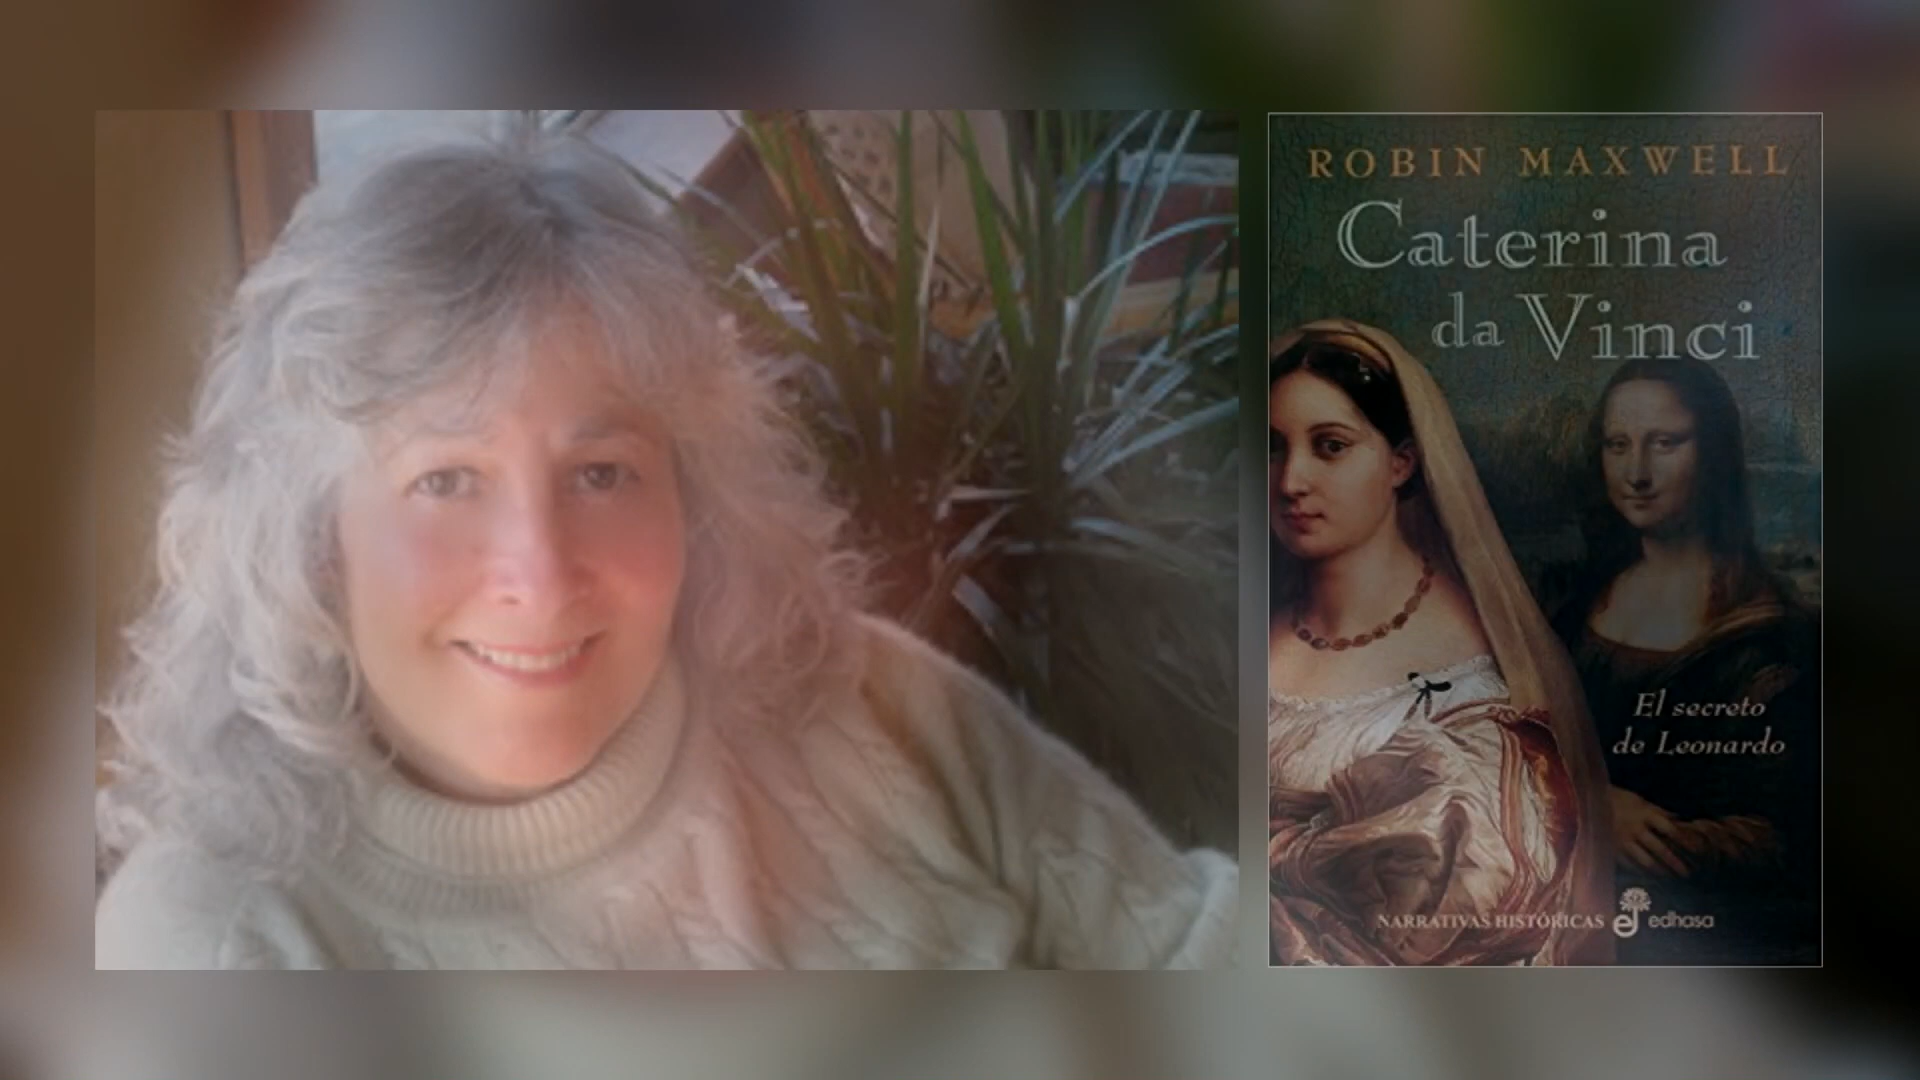 ROBIN MAXWELL
Caterina
da Vinci
El secreto
de Leonardo
NARRATIVAS HISTÓRICAS edhasa